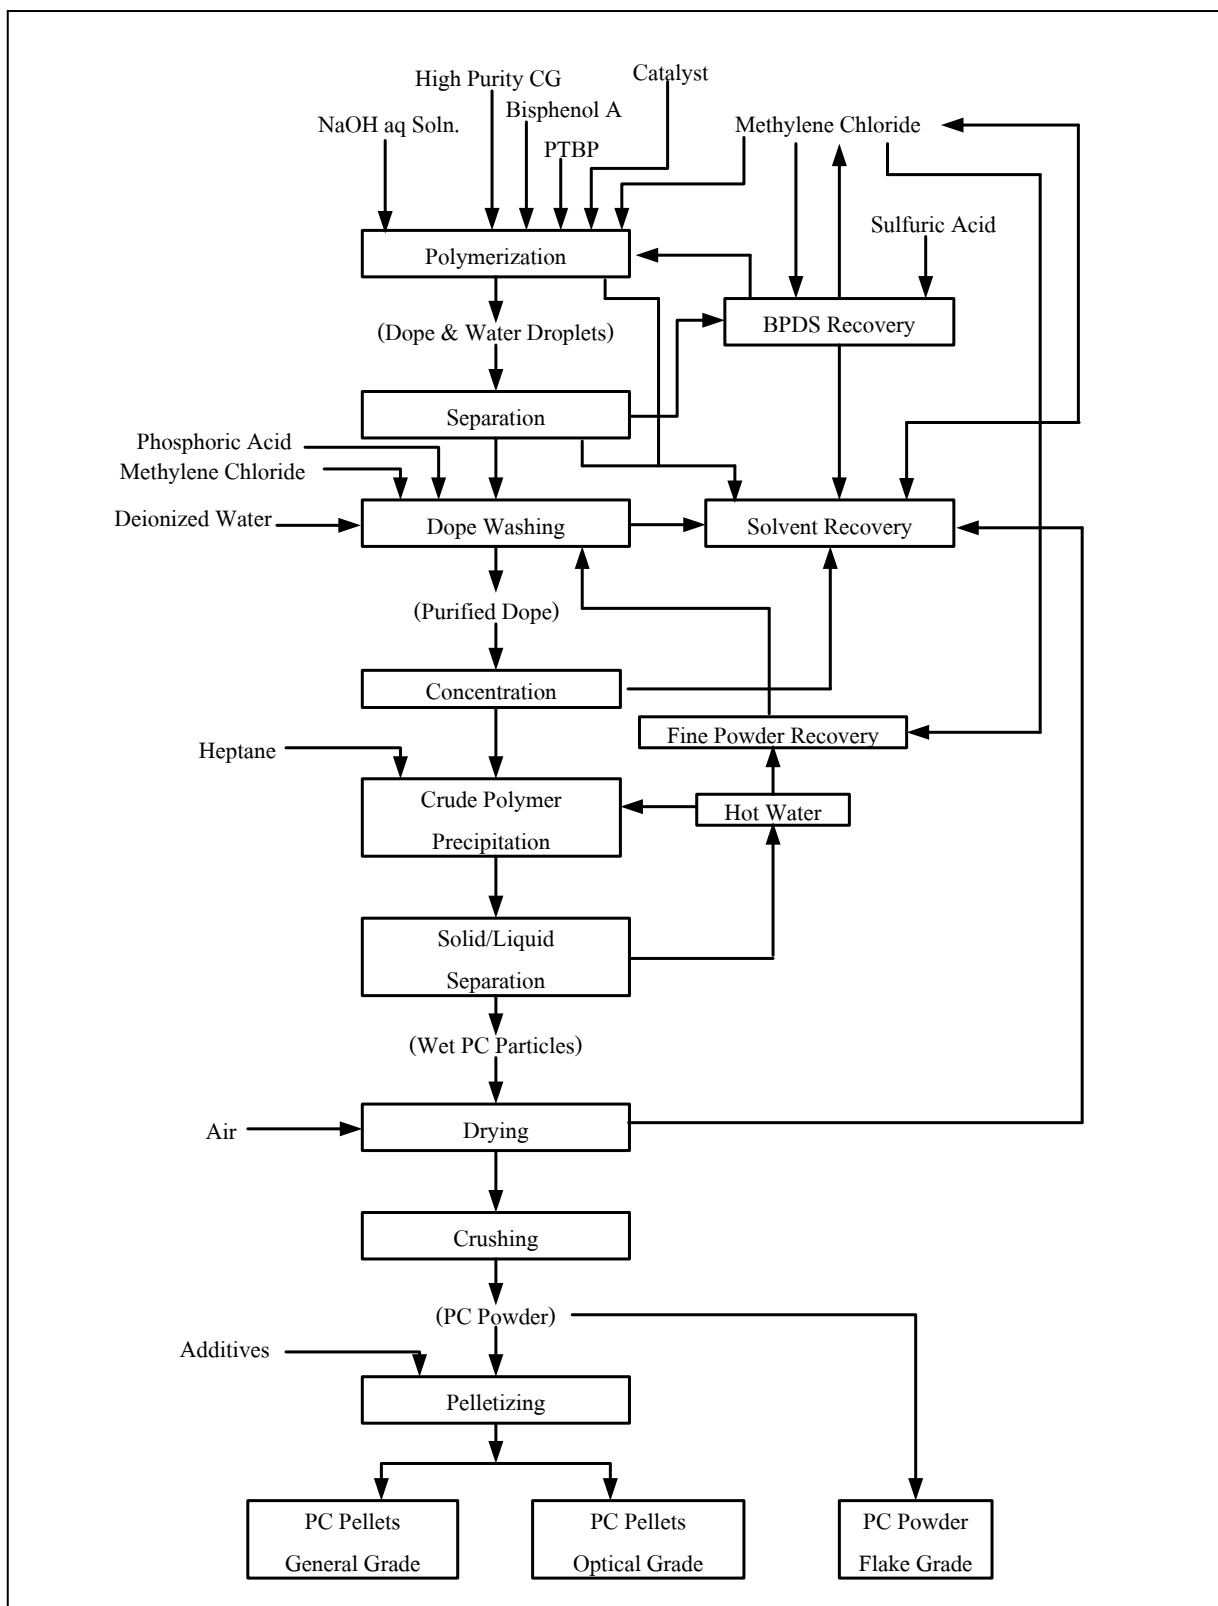 Catalyst
High Purity CG
Bisphenol A
NaOH aq Soln.
PTBP
Methylene Chloride
Sulfuric Acid
Polymerization
BPDS Recovery
(Dope & Water Droplets)
Separation
Phosphoric Acid
Methylene Chloride
Deionized Water
Dope Washing
Solvent Recovery
(Purified Dope)
Concentration
Fine Powder Recovery
Heptane
Crude Polymer
Precipitation
Hot Water
Solid/Liquid
Separation
(Wet PC Particles)
Air
Drying
Crushing
(PC Powder)
Additives
Pelletizing
PC Pellets
General Grade
PC Pellets
Optical Grade
PC Powder
Flake Grade